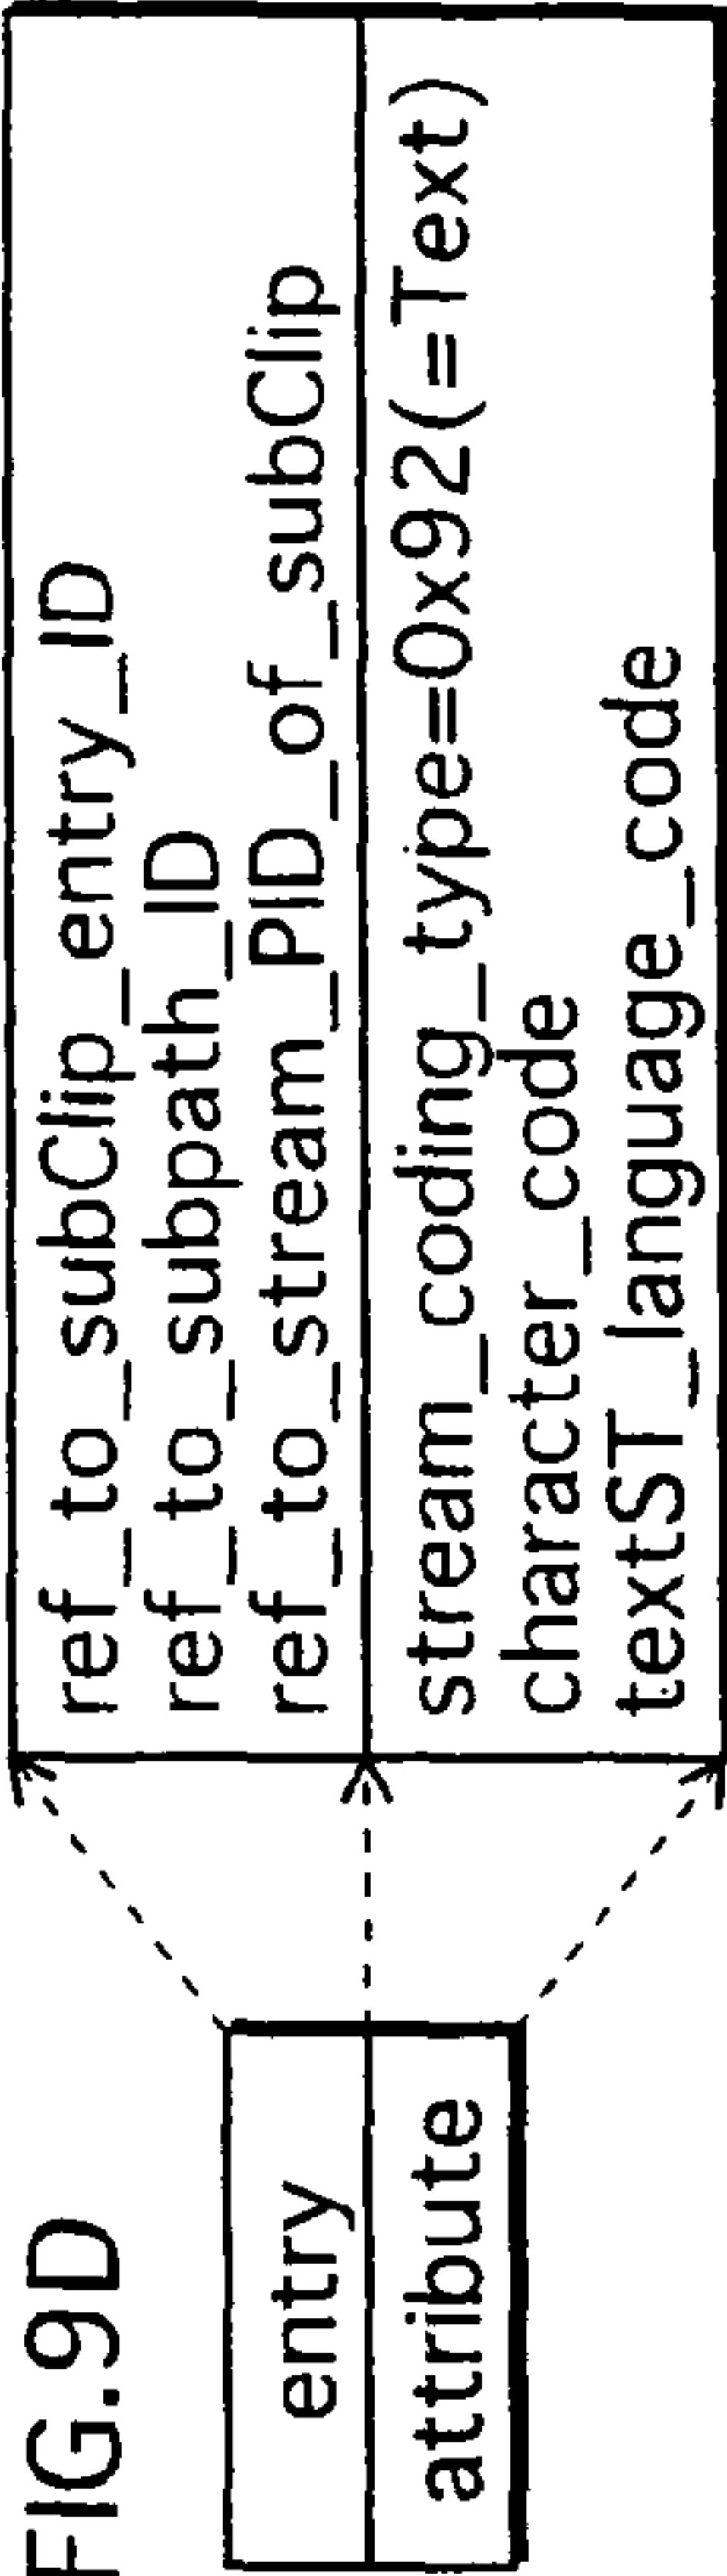 FIG.9D
entry
attribute
ref_to_subClip_entry_ID
ref_to_subpath_ID
ref_to_stream_PID_of_subClip
stream_coding_type=0x92(=Text)
character_code
textST_language_code